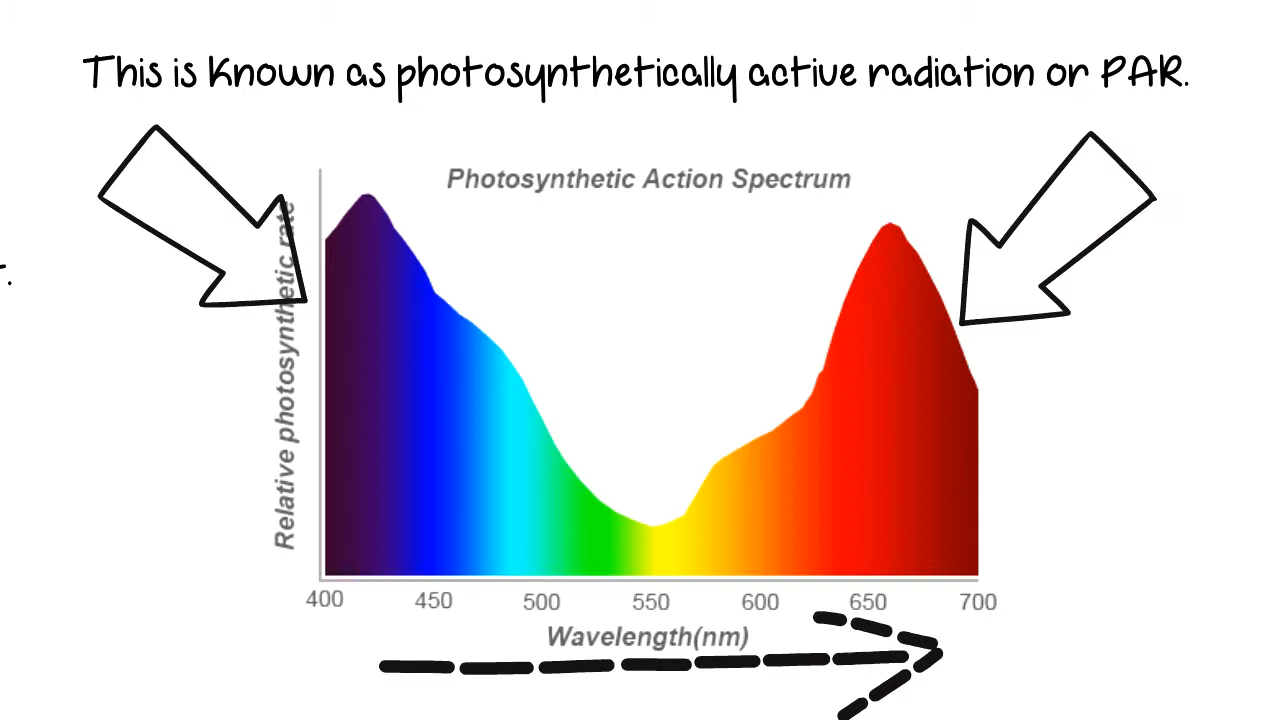 This is known as photosynthetically active radiation or PAR.
Photosynthetic Action Spectrum
Relative photosynthetic rate
400 450 500 550 600 650 700
Wavelength(nm)